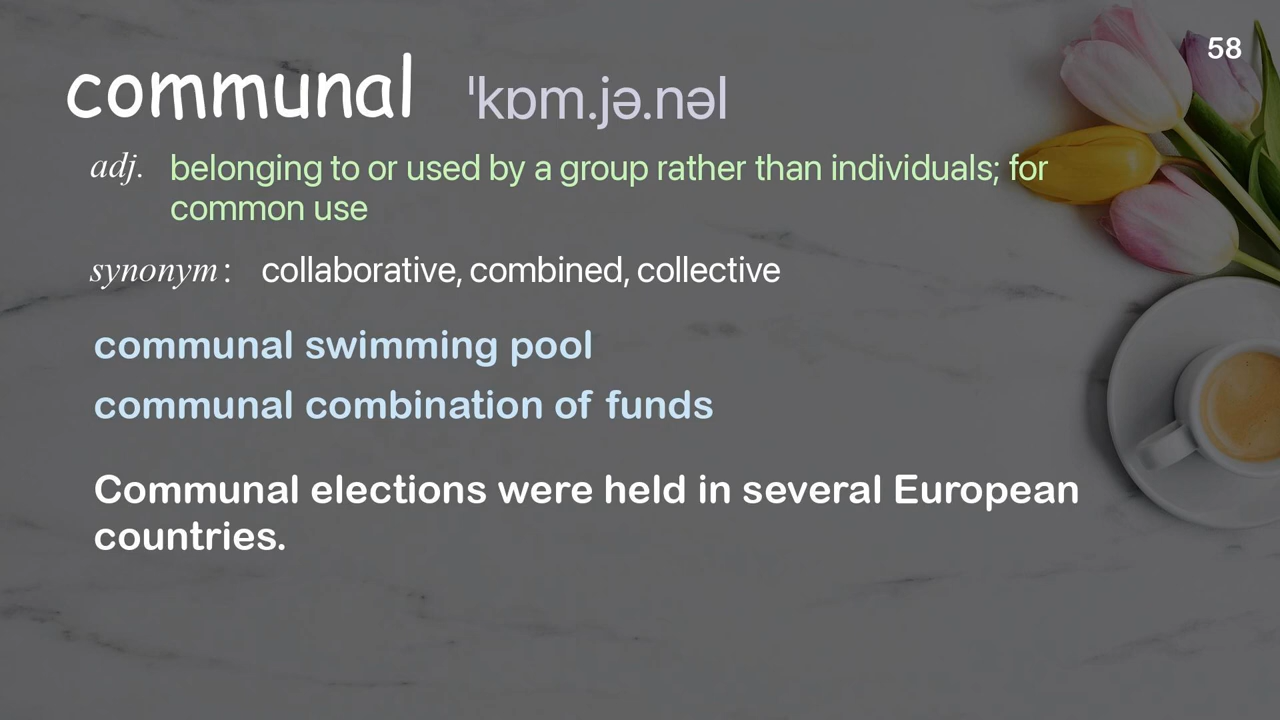 58
communal ˈkɒm.jə.nəl
adj. belonging to or used by a group rather than individuals; for
common use
synonym: collaborative, combined, collective
communal swimming pool
communal combination of funds
Communal elections were held in several European
countries.